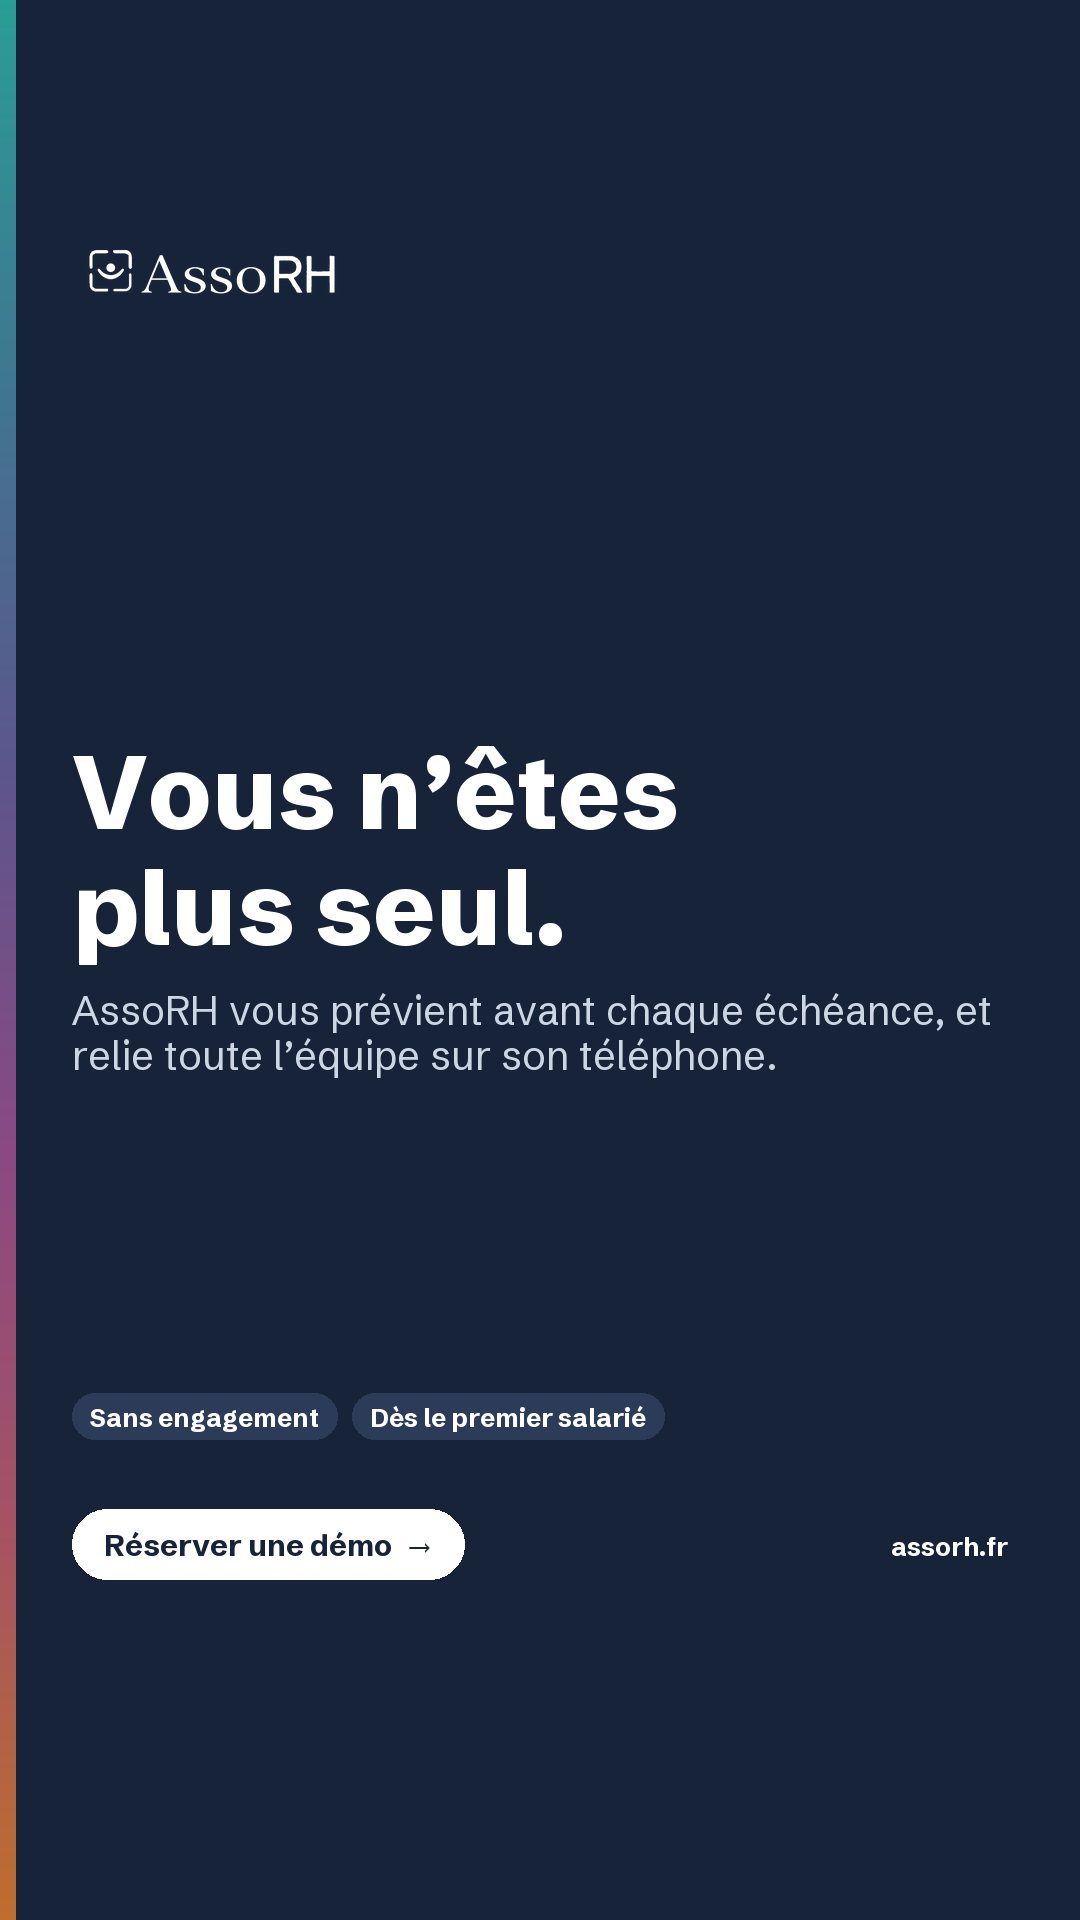 AssoRH
Vous n’êtes
plus seul.
AssoRH vous prévient avant chaque échéance, et
relie toute l’équipe sur son téléphone.
Sans engagement
Dès le premier salarié
Réserver une démo →
assorh.fr